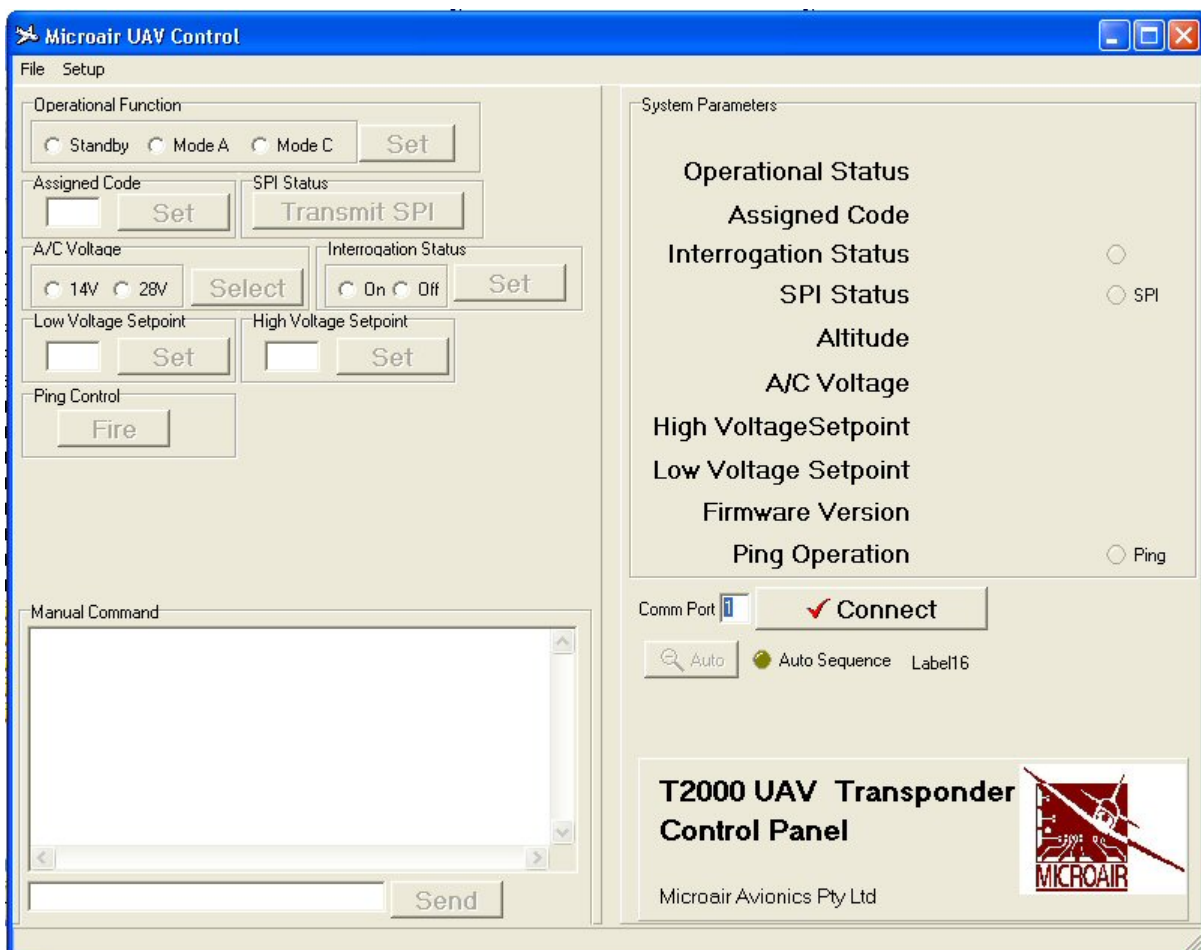 Microair UAV Control
File Setup
Operational Function
Standby Mode A Mode C Set
Assigned Code SPI Status
Set Transmit SPI
A/C Voltage Interrogation Status
14V 28V Select On Off Set
Low Voltage Setpoint High Voltage Setpoint
Set Set
Ping Control
Fire
Manual Command
Send
System Parameters
Operational Status
Assigned Code
Interrogation Status
SPI Status SPI
Altitude
A/C Voltage
High VoltageSetpoint
Low Voltage Setpoint
Firmware Version
Ping Operation Ping
Comm Port 1 Connect
Auto Auto Sequence Label16
T2000 UAV Transponder
Control Panel
Microair Avionics Pty Ltd
MICROAIR